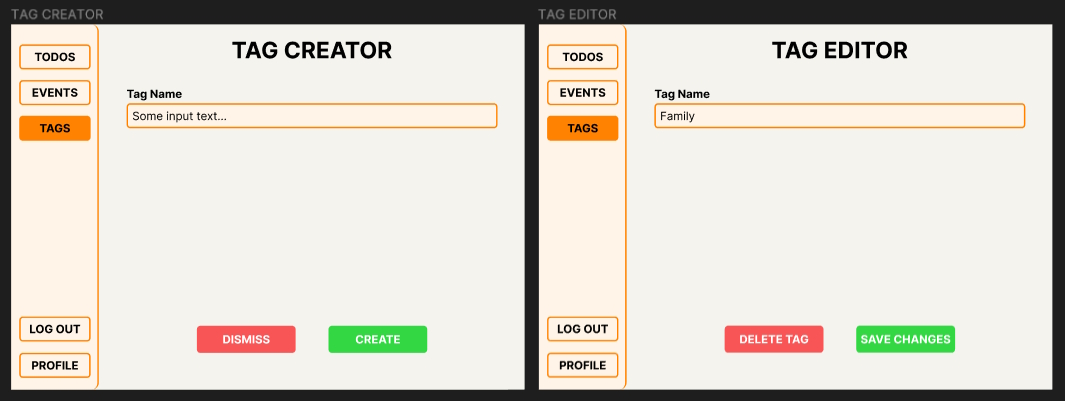 TAG CREATOR
TODOS
EVENTS
TAGS
LOG OUT
PROFILE
TAG CREATOR
Tag Name
Some input text...
DISMISS
CREATE
TAG EDITOR
TODOS
EVENTS
TAGS
LOG OUT
PROFILE
TAG EDITOR
Tag Name
Family
DELETE TAG
SAVE CHANGES